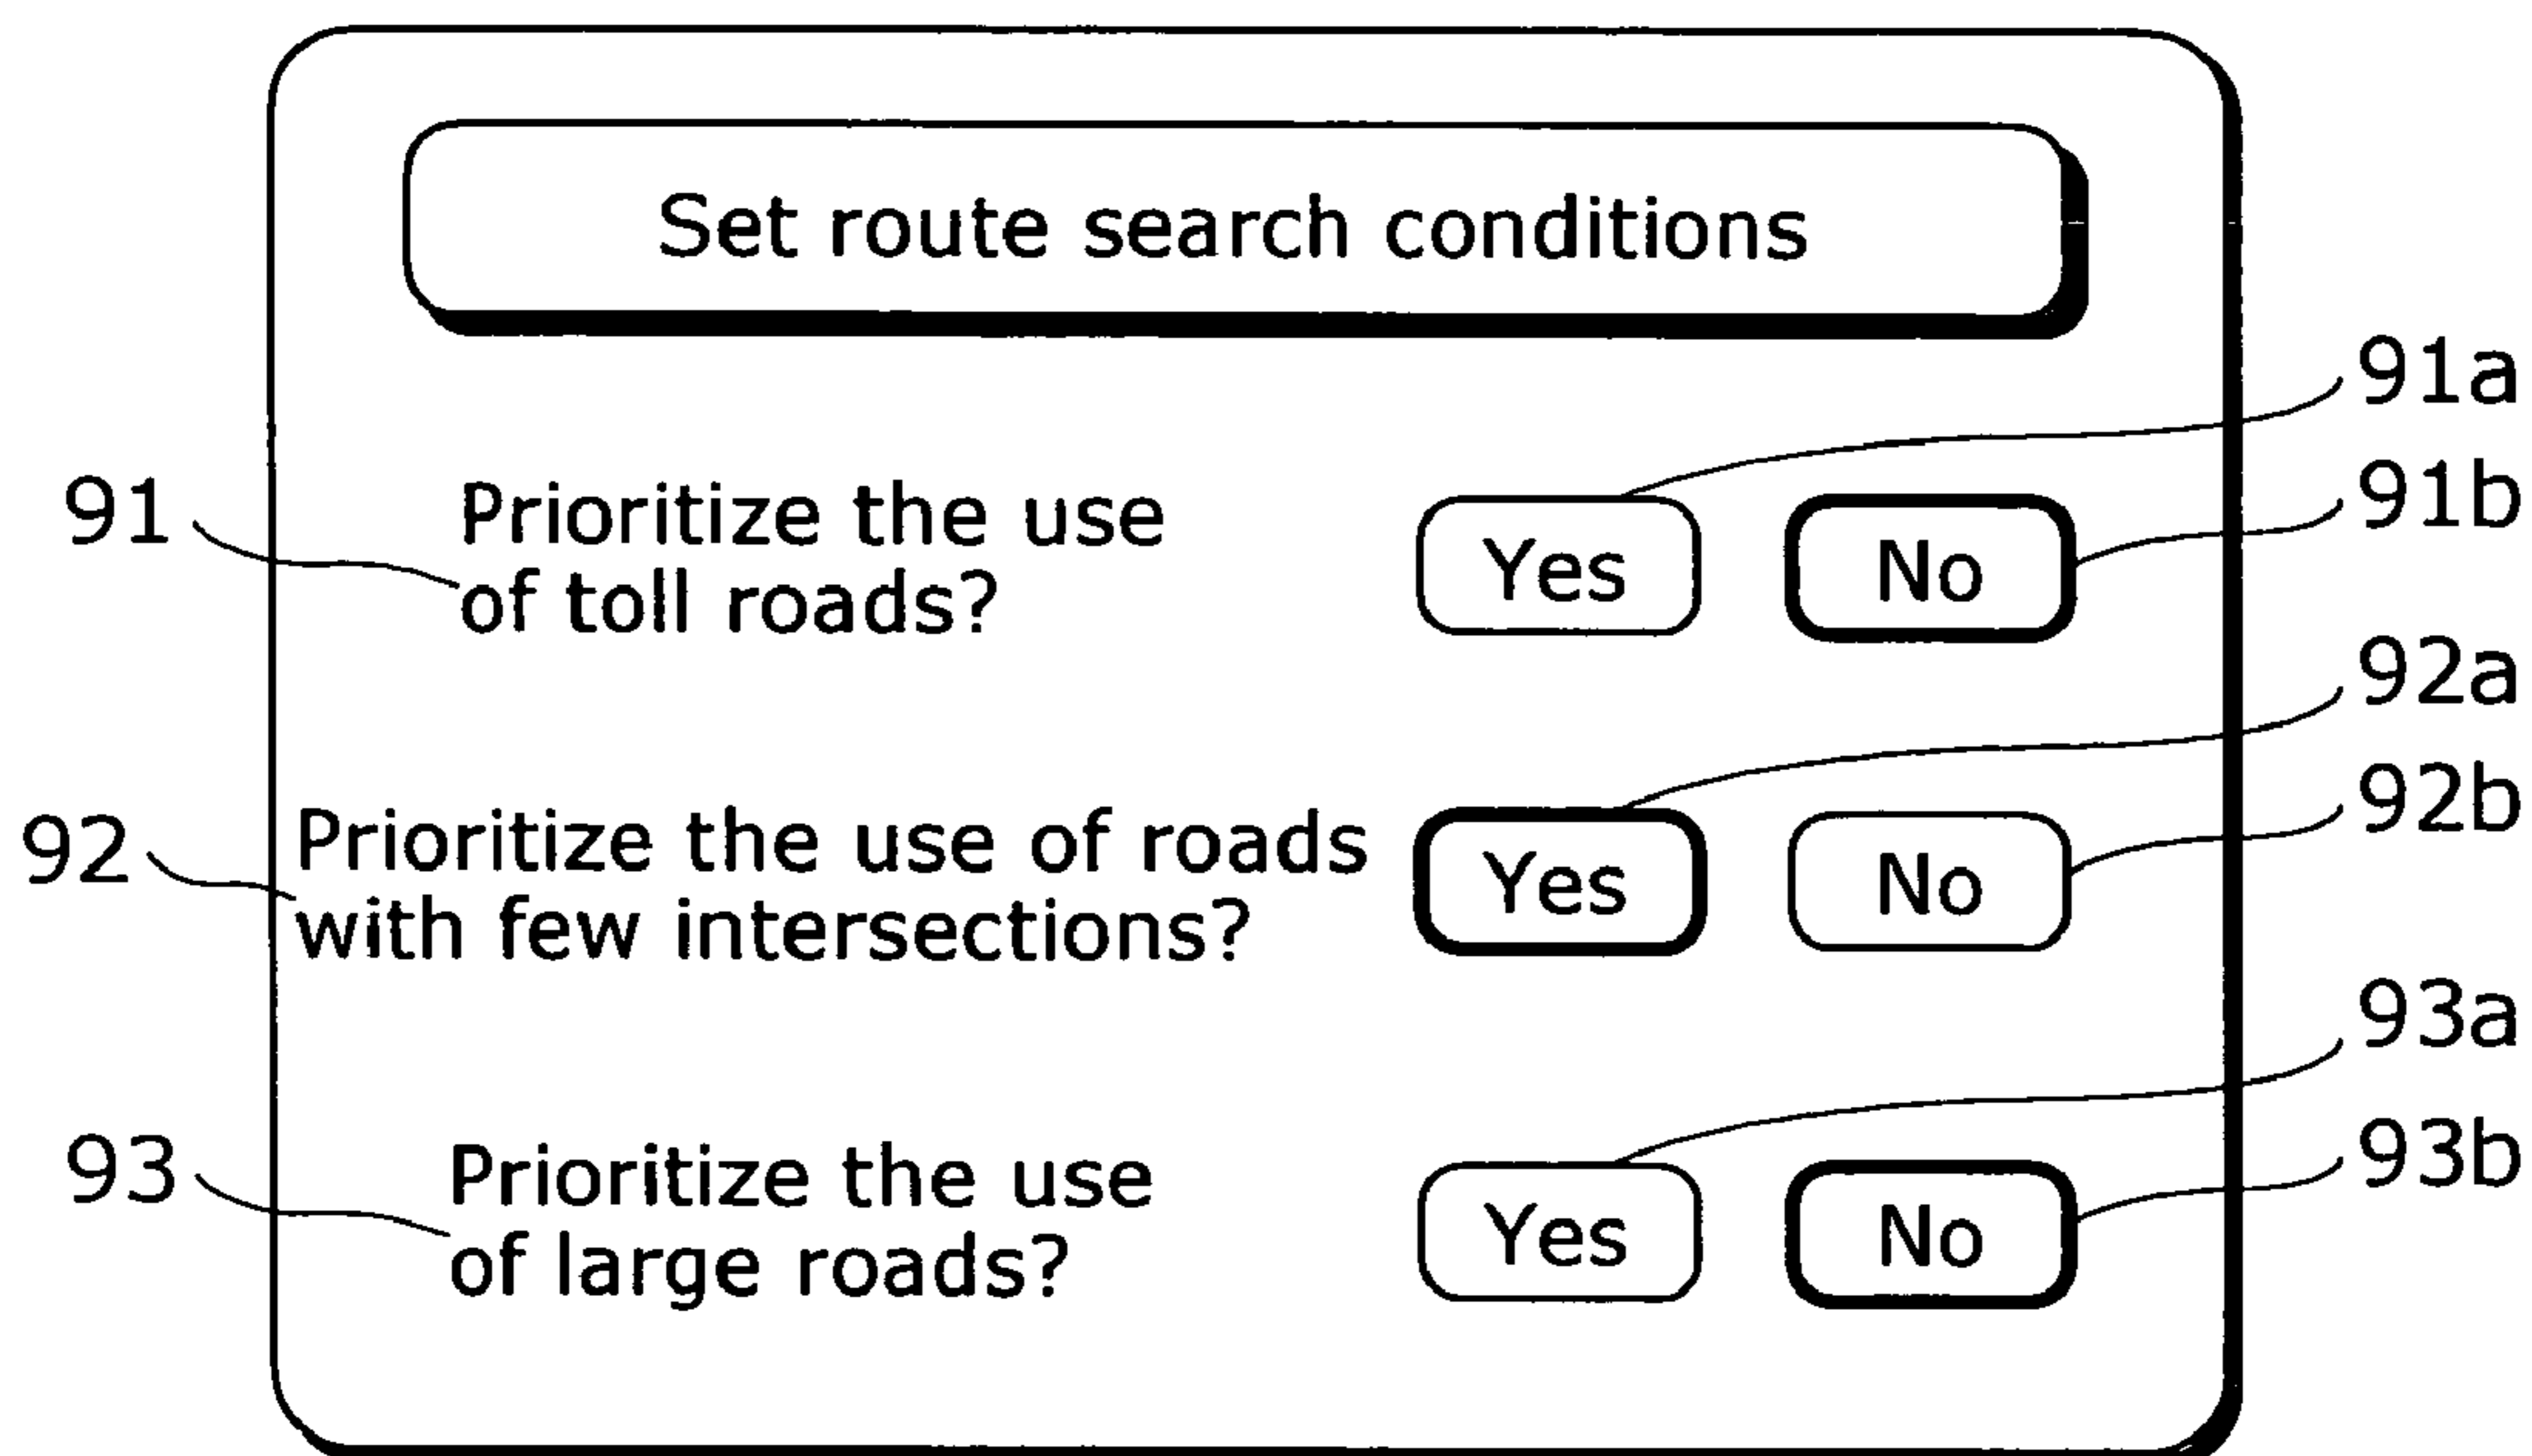 Set route search conditions
91a
91 Prioritize the use
of toll roads?
Yes No 91b
92a
92 Prioritize the use of roads
with few intersections?
Yes No 92b
93a
93 Prioritize the use
of large roads?
Yes No 93b